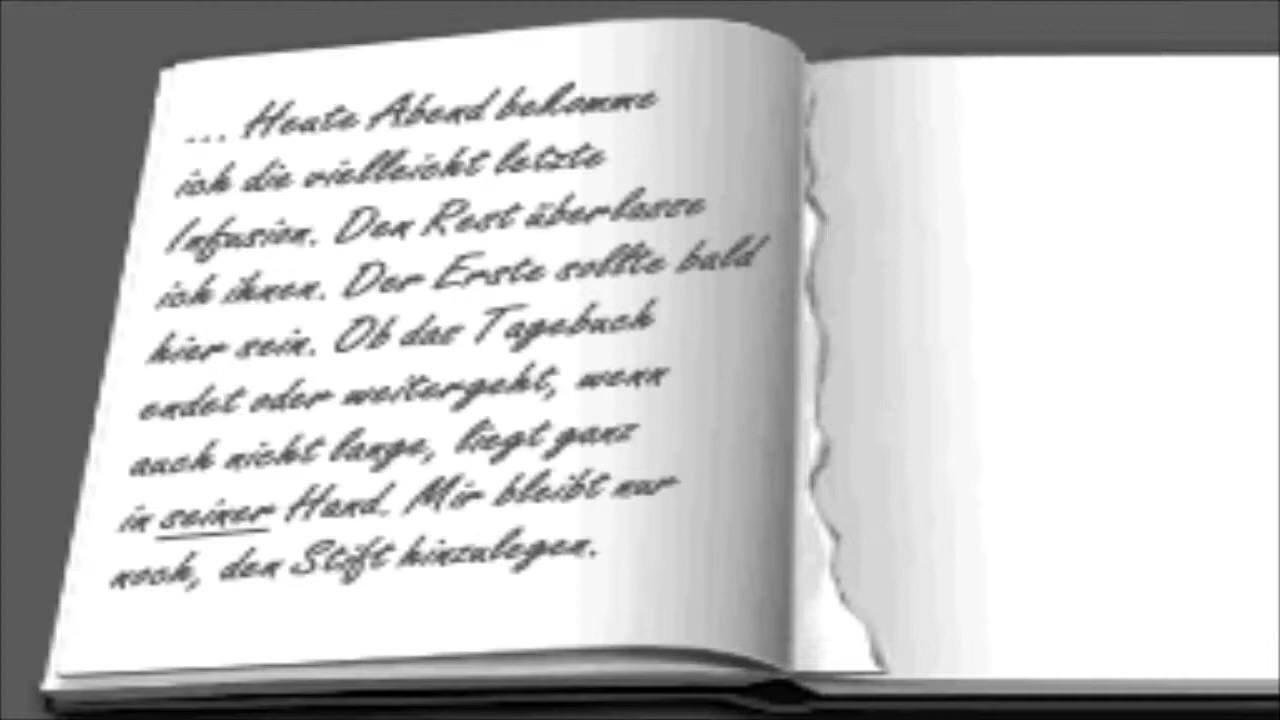 ... Heute Abend bekomme
ich die vielleicht letzte
Infusion. Den Rest überlasse
ich ihnen. Der Erste sollte bald
hier sein. Ob das Tagebuch
endet oder weitergeht, wenn
auch nicht lange, liegt ganz
in seiner Hand. Mir bleibt nur
noch, den Stift hinzulegen.